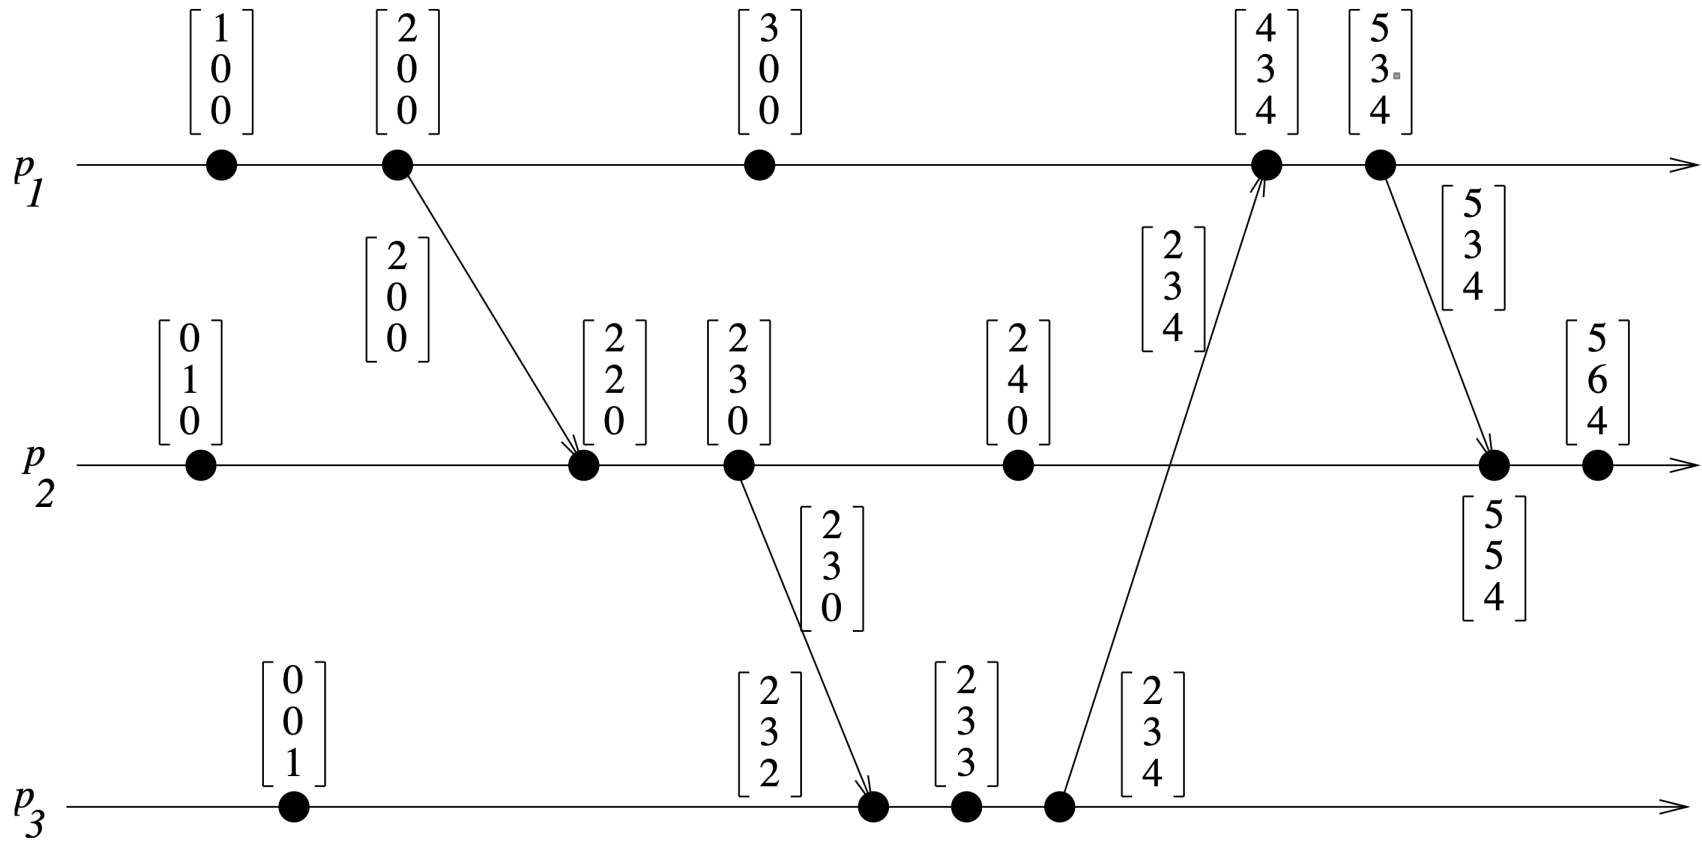 1 2 3 4 5
0 0 0 3 3
0 0 0 4 4
p1
2 2 5
0 3 3
0 4 4
0 2 2 2 5
1 2 3 4 6
0 0 0 0 4
p2
2 5
3 5
0 4
0 2 2 2
0 3 3 3
1 2 3 4
p3